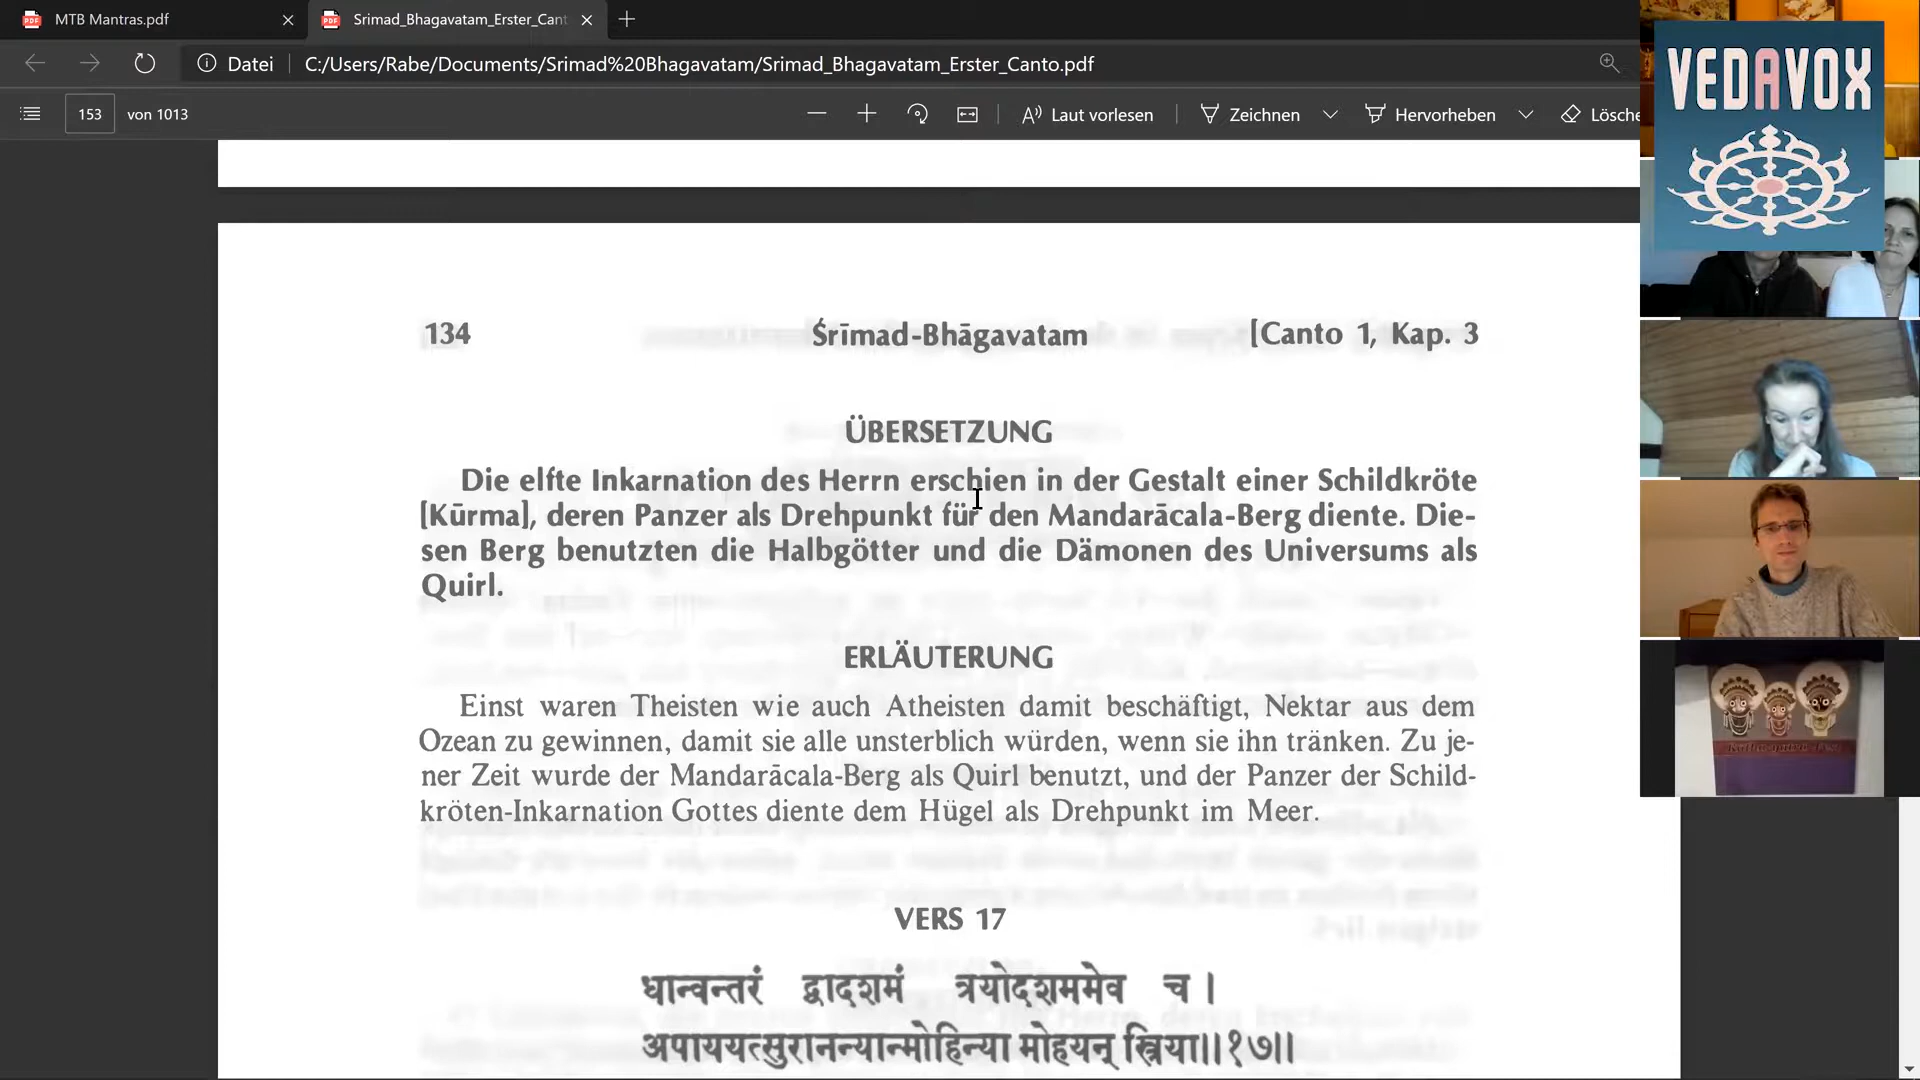 MTB Mantras.pdf
Srimad_Bhagavatam_Erster_Cant
Datei
C:/Users/Rabe/Documents/Srimad%20Bhagavatam/Srimad_Bhagavatam_Erster_Canto.pdf
153 von 1013
Laut vorlesen
Zeichnen
Hervorheben
Lösche
VEDAVOX
134 Śrīmad-Bhāgavatam [Canto 1, Kap. 3
ÜBERSETZUNG
Die elfte Inkarnation des Herrn erschien in der Gestalt einer Schildkröte
[Kūrma], deren Panzer als Drehpunkt für den Mandarācala-Berg diente. Die-
sen Berg benutzten die Halbgötter und die Dämonen des Universums als
Quirl.
ERLÄUTERUNG
Einst waren Theisten wie auch Atheisten damit beschäftigt, Nektar aus dem
Ozean zu gewinnen, damit sie alle unsterblich würden, wenn sie ihn tränken. Zu je-
ner Zeit wurde der Mandarācala-Berg als Quirl benutzt, und der Panzer der Schild-
kröten-Inkarnation Gottes diente dem Hügel als Drehpunkt im Meer.
VERS 17
धान्वन्तरं द्वादशमं त्रयोदशममेव च ।
अपाययत्सुरानन्यान्मोहिन्या मोहयन् स्त्रिया॥१७॥